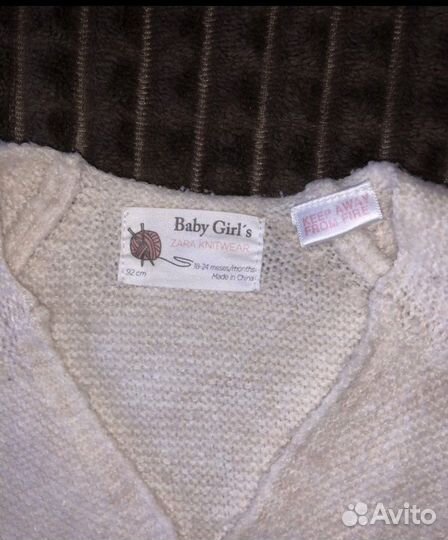 Baby Girl´s
ZARA KNITWEAR
92 cm
18-24 meses/months
Made in China
KEEP AWAY
FROM FIRE
Avito